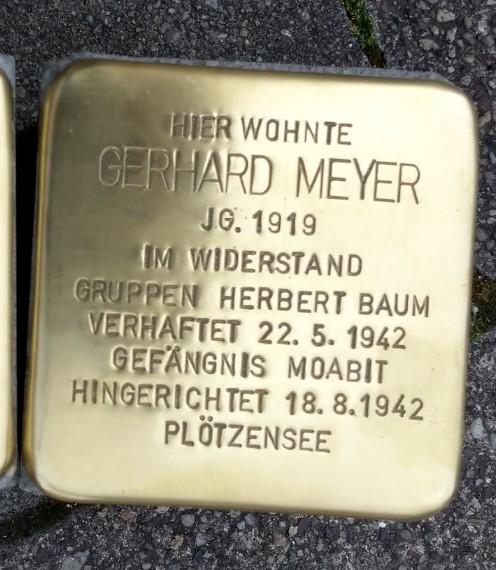 HIER WOHNTE
GERHARD MEYER
JG. 1919
IM WIDERSTAND
GRUPPEN HERBERT BAUM
VERHAFTET 22. 5. 1942
GEFÄNGNIS MOABIT
HINGERICHTET 18. 8. 1942
PLÖTZENSEE